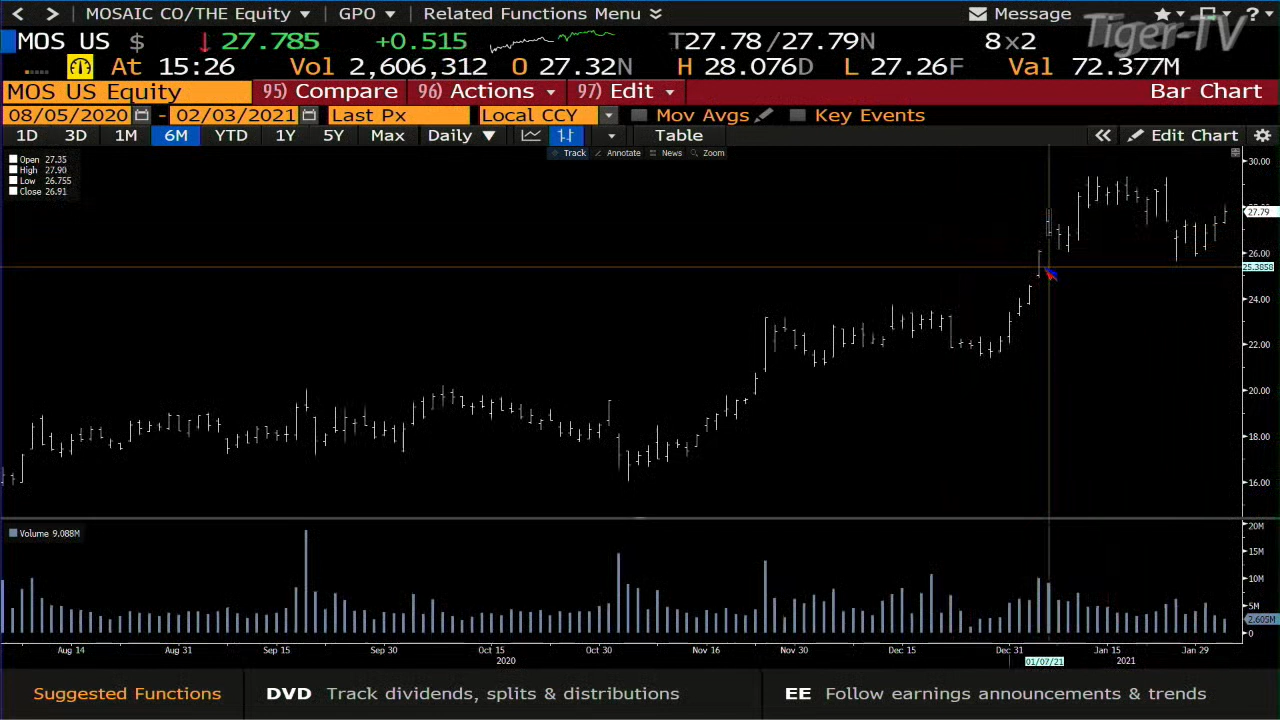 MOSAIC CO/THE Equity GPO Related Functions Menu Message ?
MOS US $ 27.785 +0.515 T27.78/27.79N 8x2 Tiger-TV
At 15:26 Vol 2,606,312 O 27.32N H 28.076D L 27.26F Val 72.377M
MOS US Equity 95) Compare 96) Actions 97) Edit Bar Chart
08/05/2020 - 02/03/2021 Last Px Local CCY Mov Avgs Key Events
1D 3D 1M 6M YTD 1Y 5Y Max Daily Table Edit Chart
Track Annotate News Zoom
Open 27.35
High 27.90
Low 26.755
Close 26.91
30.00
27.79
26.00
25.3858
24.00
22.00
20.00
18.00
16.00
Volume 9.088M
20M
15M
10M
5M
2.605M
0
Aug 14 Aug 31 Sep 15 Sep 30 Oct 15 Oct 30 Nov 16 Nov 30 Dec 15 Dec 31 Jan 15 Jan 29
2020 01/07/21 2021
Suggested Functions DVD Track dividends, splits & distributions EE Follow earnings announcements & trends